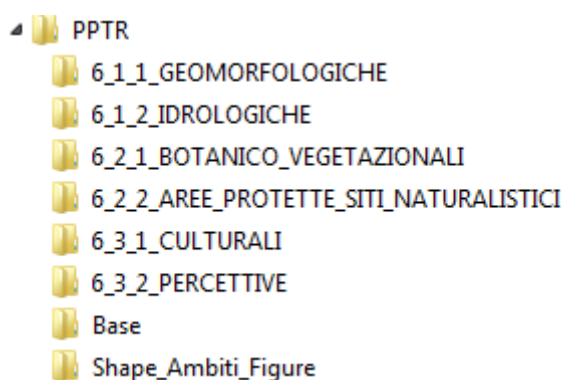 PPTR
6_1_1_GEOMORFOLOGICHE
6_1_2_IDROLOGICHE
6_2_1_BOTANICO_VEGETAZIONALI
6_2_2_AREE_PROTETTE_SITI_NATURALISTICI
6_3_1_CULTURALI
6_3_2_PERCETTIVE
Base
Shape_Ambiti_Figure